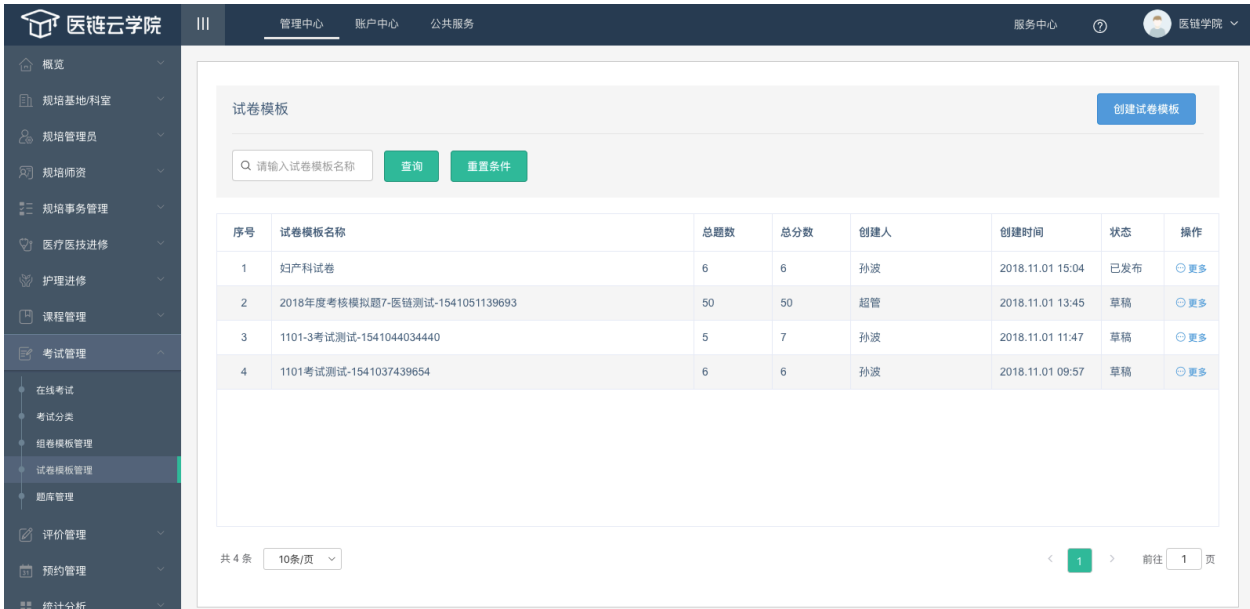 医链云学院 管理中心 账户中心 公共服务 服务中心 医链学院
概览
规培基地/科室
规培管理员
规培师资
规培事务管理
医疗医技进修
护理进修
课程管理
考试管理
在线考试
考试分类
组卷模板管理
试卷模板管理
题库管理
评价管理
预约管理
统计分析
试卷模板 创建试卷模板
请输入试卷模板名称 查询 重置条件
序号 试卷模板名称 总题数 总分数 创建人 创建时间 状态 操作
1 妇产科试卷 6 6 孙波 2018.11.01 15:04 已发布 更多
2 2018年度考核模拟题7-医链测试-1541051139693 50 50 超管 2018.11.01 13:45 草稿 更多
3 1101-3考试测试-1541044034440 5 7 孙波 2018.11.01 11:47 草稿 更多
4 1101考试测试-1541037439654 6 6 孙波 2018.11.01 09:57 草稿 更多
共 4 条 10条/页 1 前往 1 页